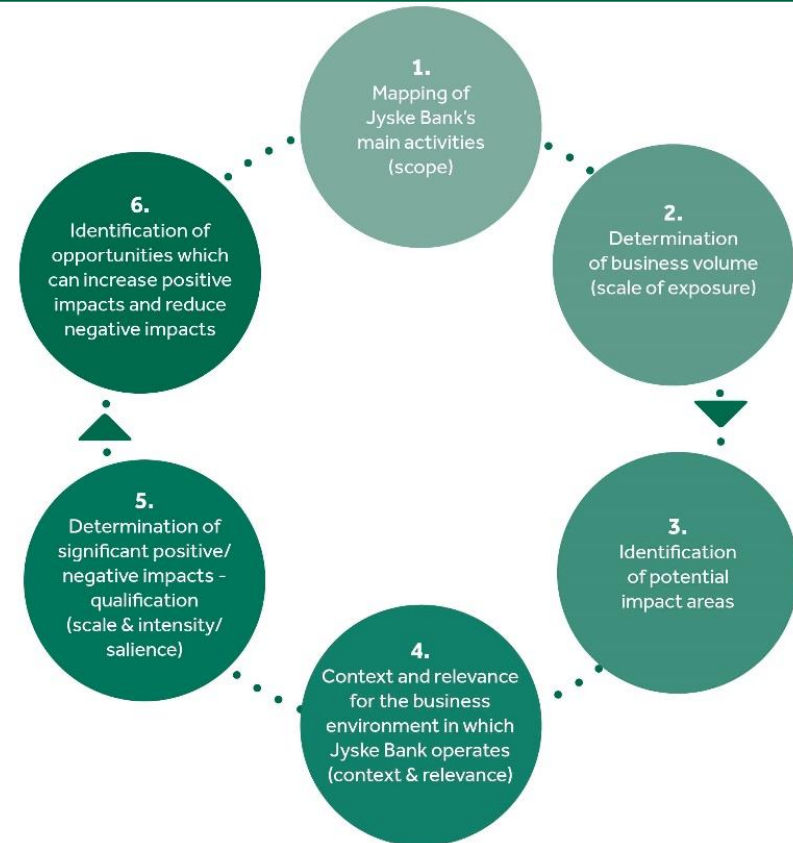 1.
Mapping of
Jyske Bank's
main activities
(scope)
2.
Determination
of business volume
(scale of exposure)
3.
Identification
of potential
impact areas
4.
Context and relevance
for the business
environment in which
Jyske Bank operates
(context & relevance)
5.
Determination of
significant positive/
negative impacts -
qualification
(scale & intensity/
salience)
6.
Identification of
opportunities which
can increase positive
impacts and reduce
negative impacts